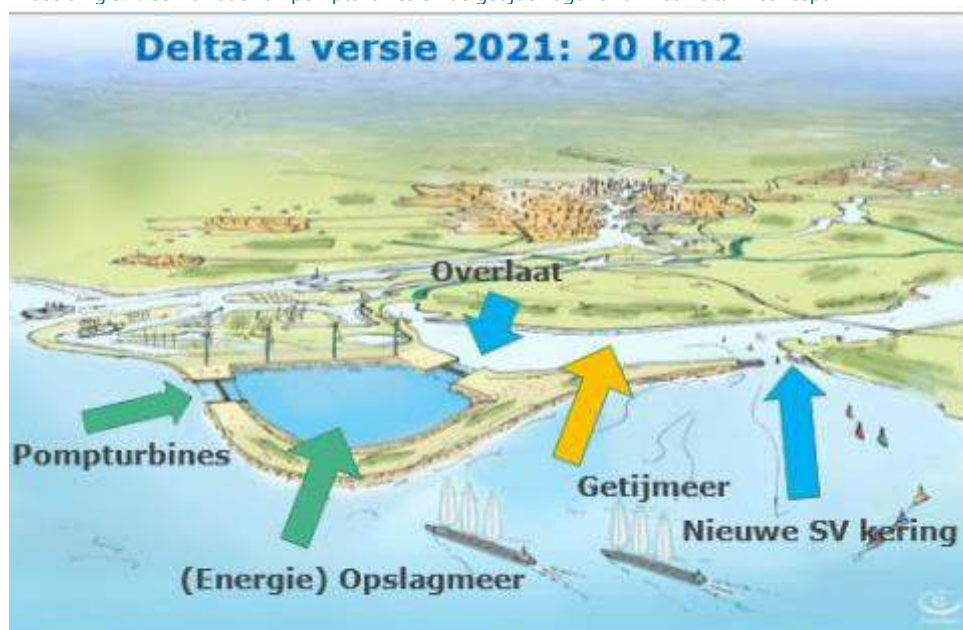 Delta21 versie 2021: 20 km2
Overlaat
Pompturbines
Getijmeer
Nieuwe SV kering
(Energie) Opslagmeer